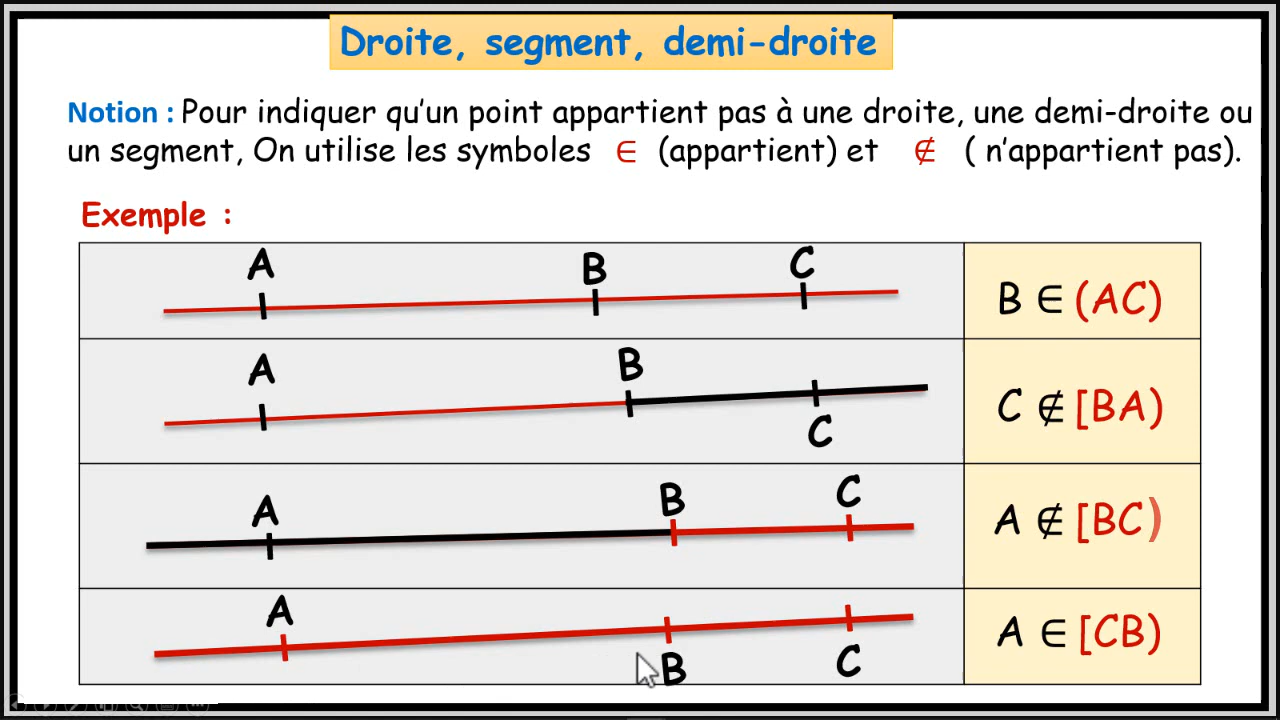 Droite, segment, demi-droite
Notion : Pour indiquer qu'un point appartient pas à une droite, une demi-droite ou
un segment, On utilise les symboles ∈ (appartient) et ∉ ( n'appartient pas).
Exemple :
A B C
B ∈ (AC)
A B C
C ∉ [BA)
A B C
A ∉ [BC)
A B C
A ∈ [CB)